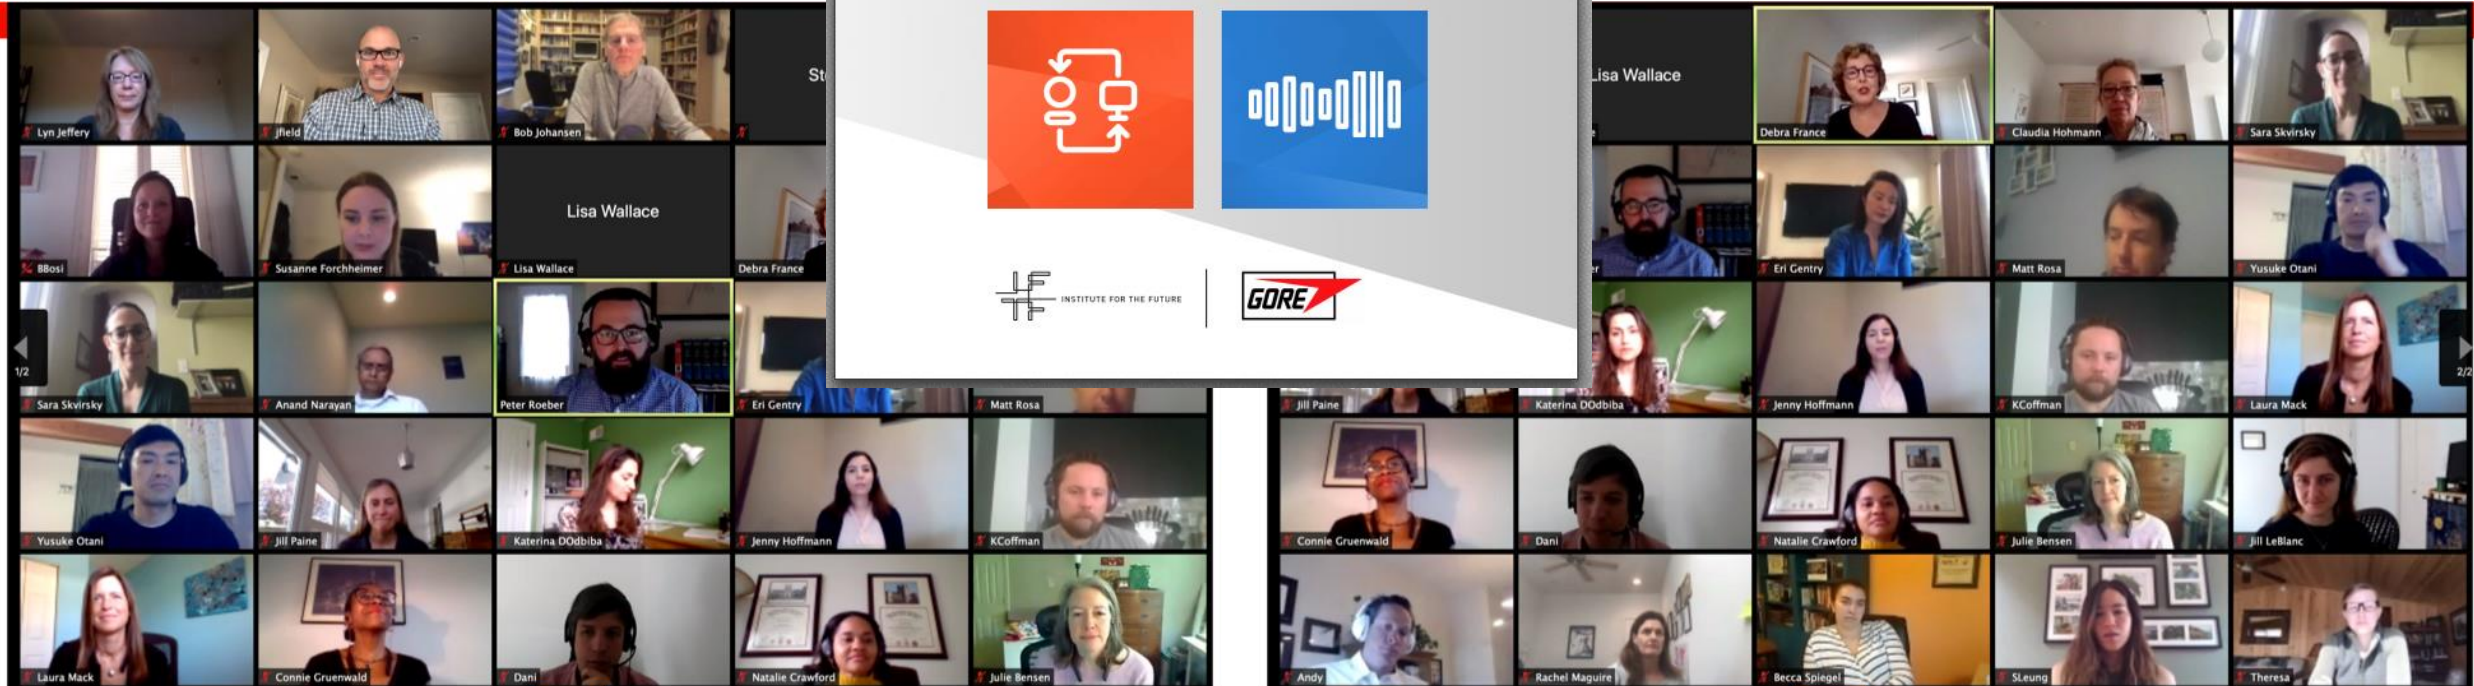 Lyn Jeffery
jfield
Bob Johansen
St
BBosi
Susanne Forchheimer
Lisa Wallace
Lisa Wallace
Debra France
1/2
Sara Skvirsky
Anand Narayan
Peter Roeber
Eri Gentry
Matt Rosa
Yusuke Otani
Jill Paine
Katerina DOdbiba
Jenny Hoffmann
KCoffman
Laura Mack
Connie Gruenwald
Dani
Natalie Crawford
Julie Bensen
INSTITUTE FOR THE FUTURE
GORE
isa Wallace
e
Debra France
Claudia Hohmann
Sara Skvirsky
er
Eri Gentry
Matt Rosa
Yusuke Otani
Jill Paine
Katerina DOdbiba
Jenny Hoffmann
KCoffman
Laura Mack
2/2
Connie Gruenwald
Dani
Natalie Crawford
Julie Bensen
Jill LeBlanc
Andy
Rachel Maguire
Becca Spiegel
SLeung
Theresa